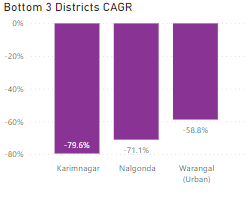 Bottom 3 Districts CAGR
0%
-20%
-40%
-60%
-80%
-79.6%
-71.1%
-58.8%
Karimnagar Nalgonda Warangal
(Urban)